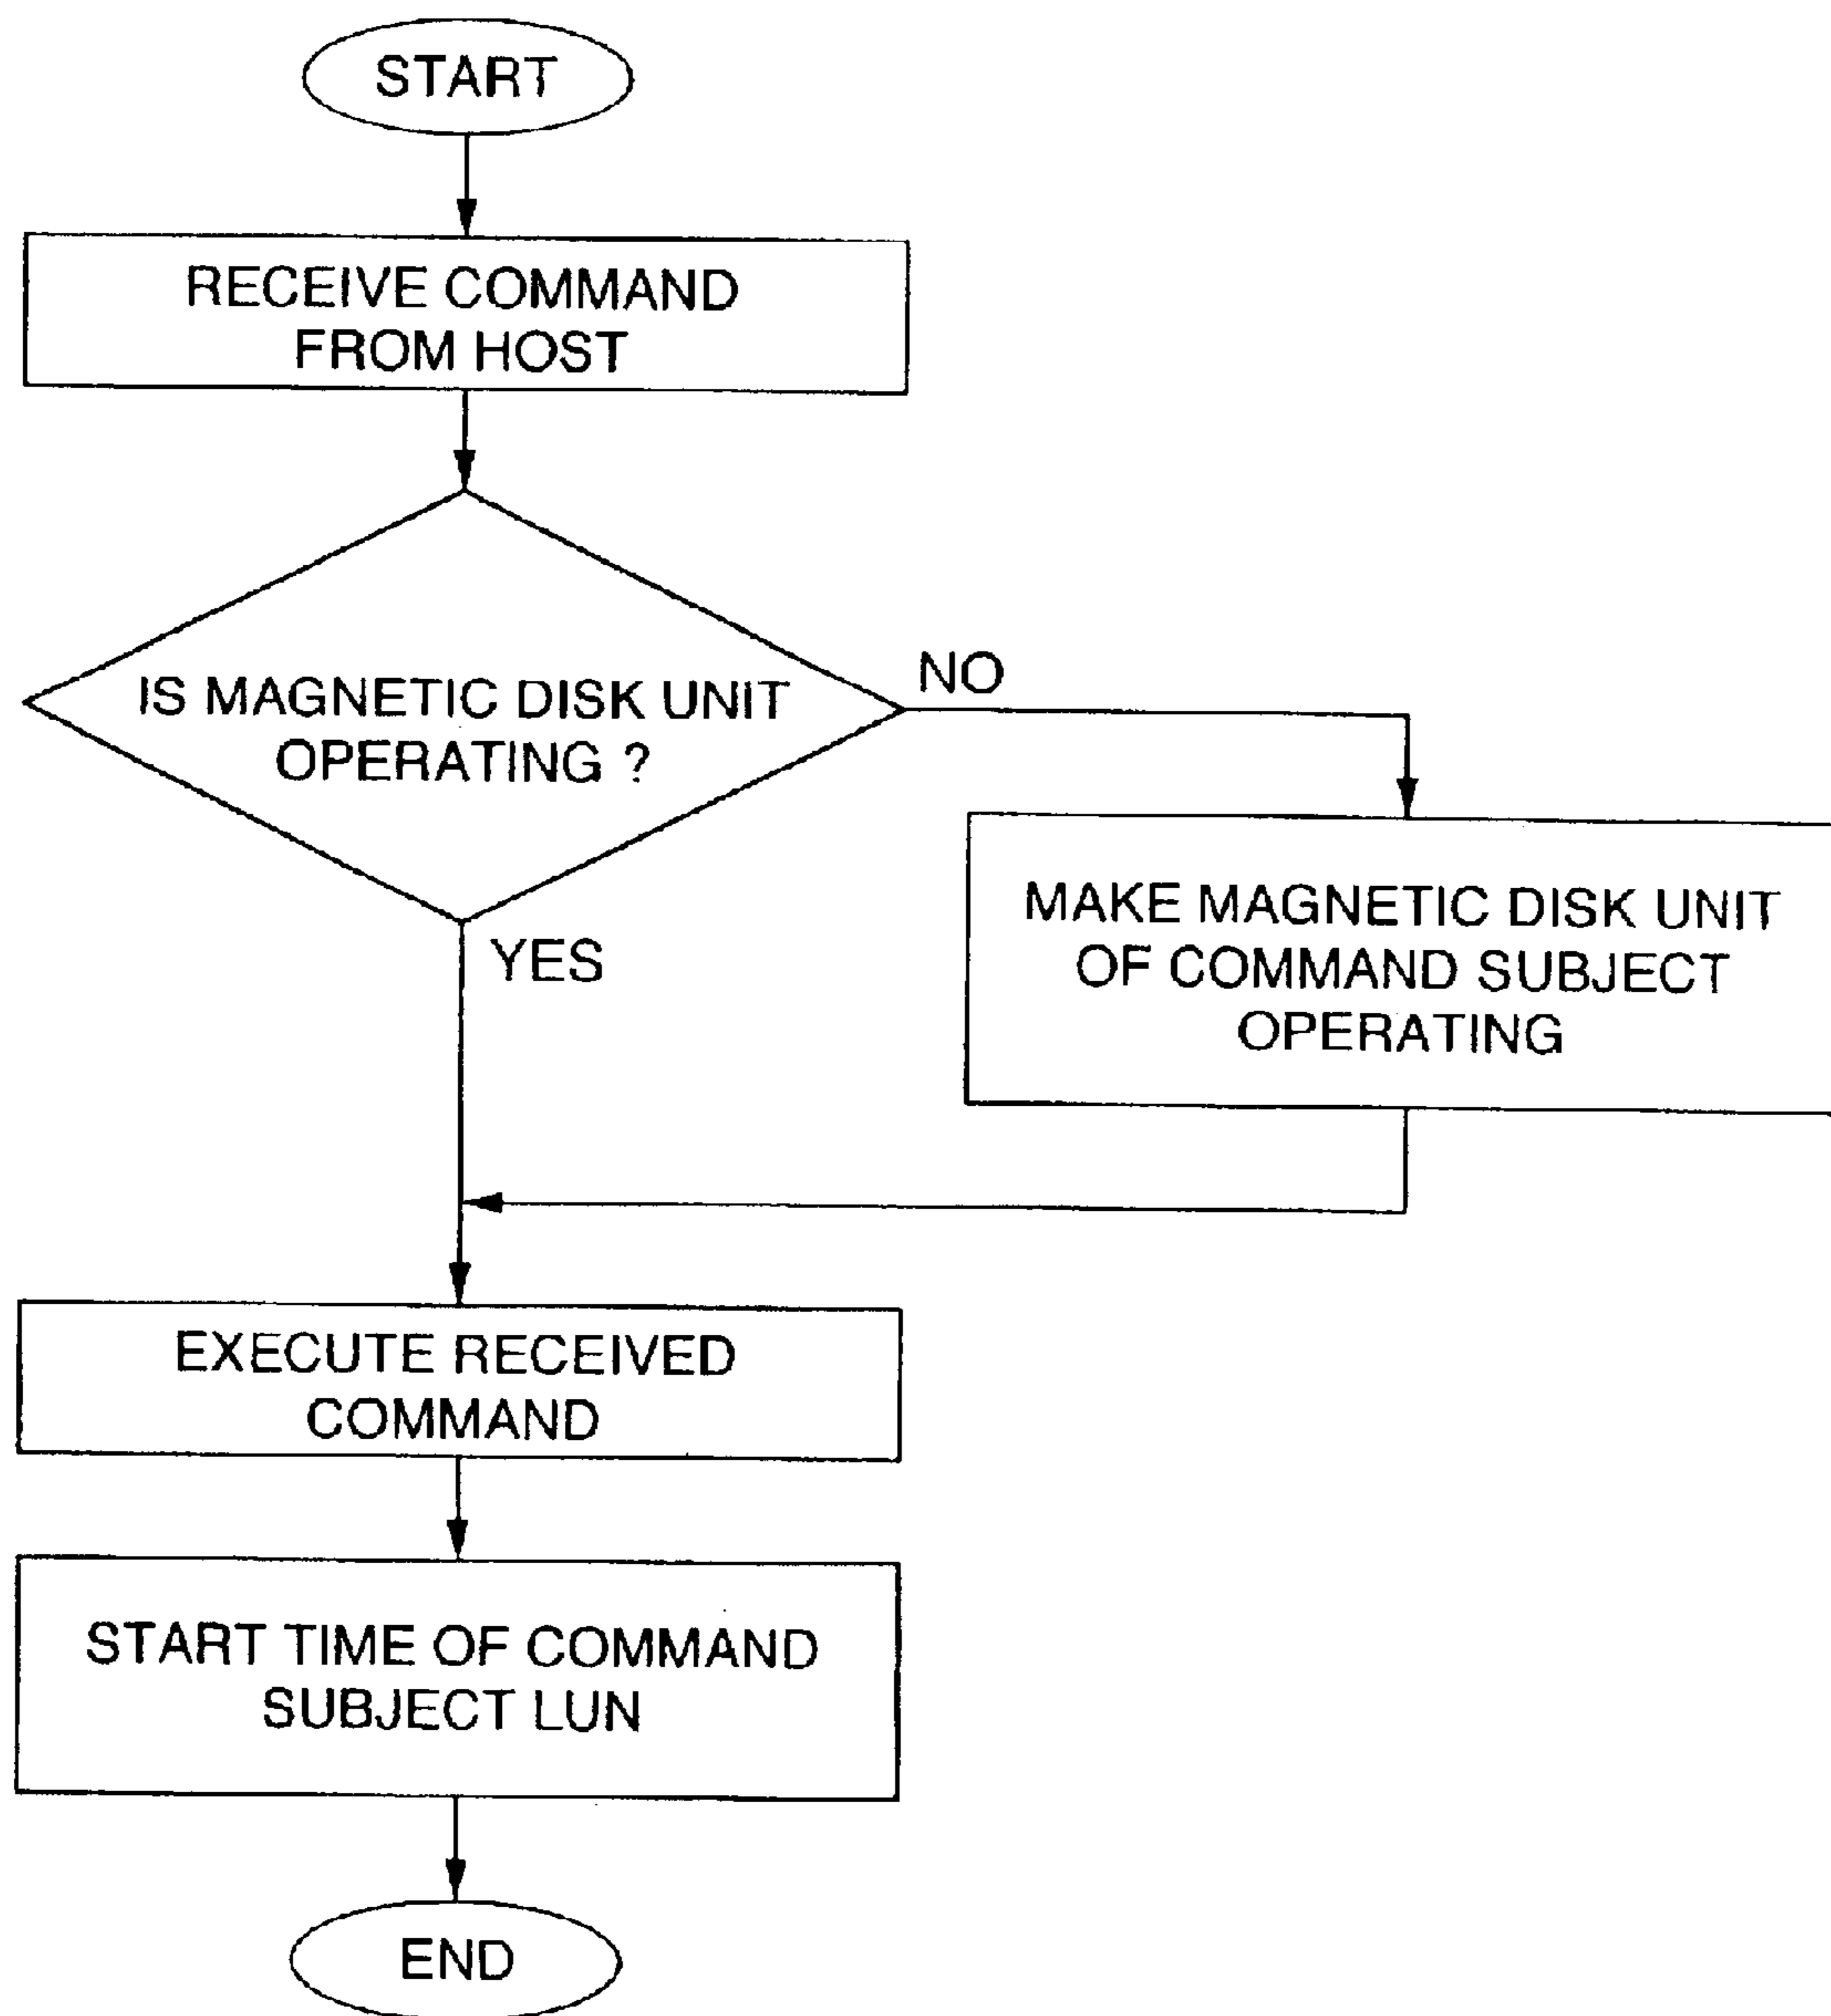 START
RECEIVE COMMAND
FROM HOST
IS MAGNETIC DISK UNIT
OPERATING ?
NO
YES
MAKE MAGNETIC DISK UNIT
OF COMMAND SUBJECT
OPERATING
EXECUTE RECEIVED
COMMAND
START TIME OF COMMAND
SUBJECT LUN
END